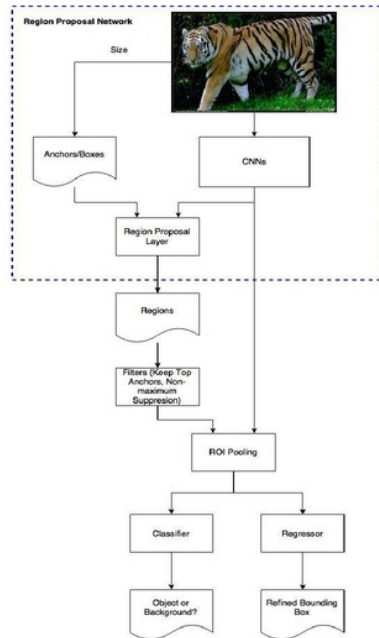 Region Proposal Network
Size
Anchors/Boxes
CNNs
Region Proposal
Layer
Regions
Filters (Keep Top
Anchors, Non-
maximum
Suppresion)
ROI Pooling
Classifier
Regressor
Object or
Background?
Refined Bounding
Box